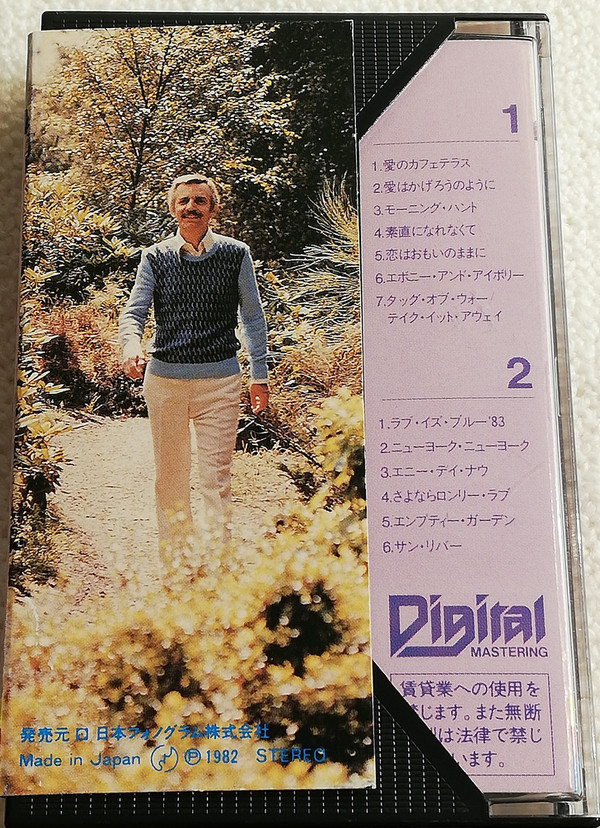 1
1.愛のカフェテラス
2.愛はかげろうのように
3.モーニング・ハント
4.素直になれなくて
5.恋はおもいのままに
6.エボニー・アンド・アイボリー
7.タッグ・オブ・ウォー/
テイク・イット・アウェイ
2
1.ラブ・イズ・ブルー'83
2.ニューヨーク・ニューヨーク
3.エニー・デイ・ナウ
4.さよならロンリー・ラブ
5.エンプティー・ガーデン
6.サン・リバー
Digital
MASTERING
賃貸業への使用を
禁じます。また無断
は法律で禁じ
います。
発売元 日本フォノグラム株式会社
Made in Japan Ⓟ1982 STEREO